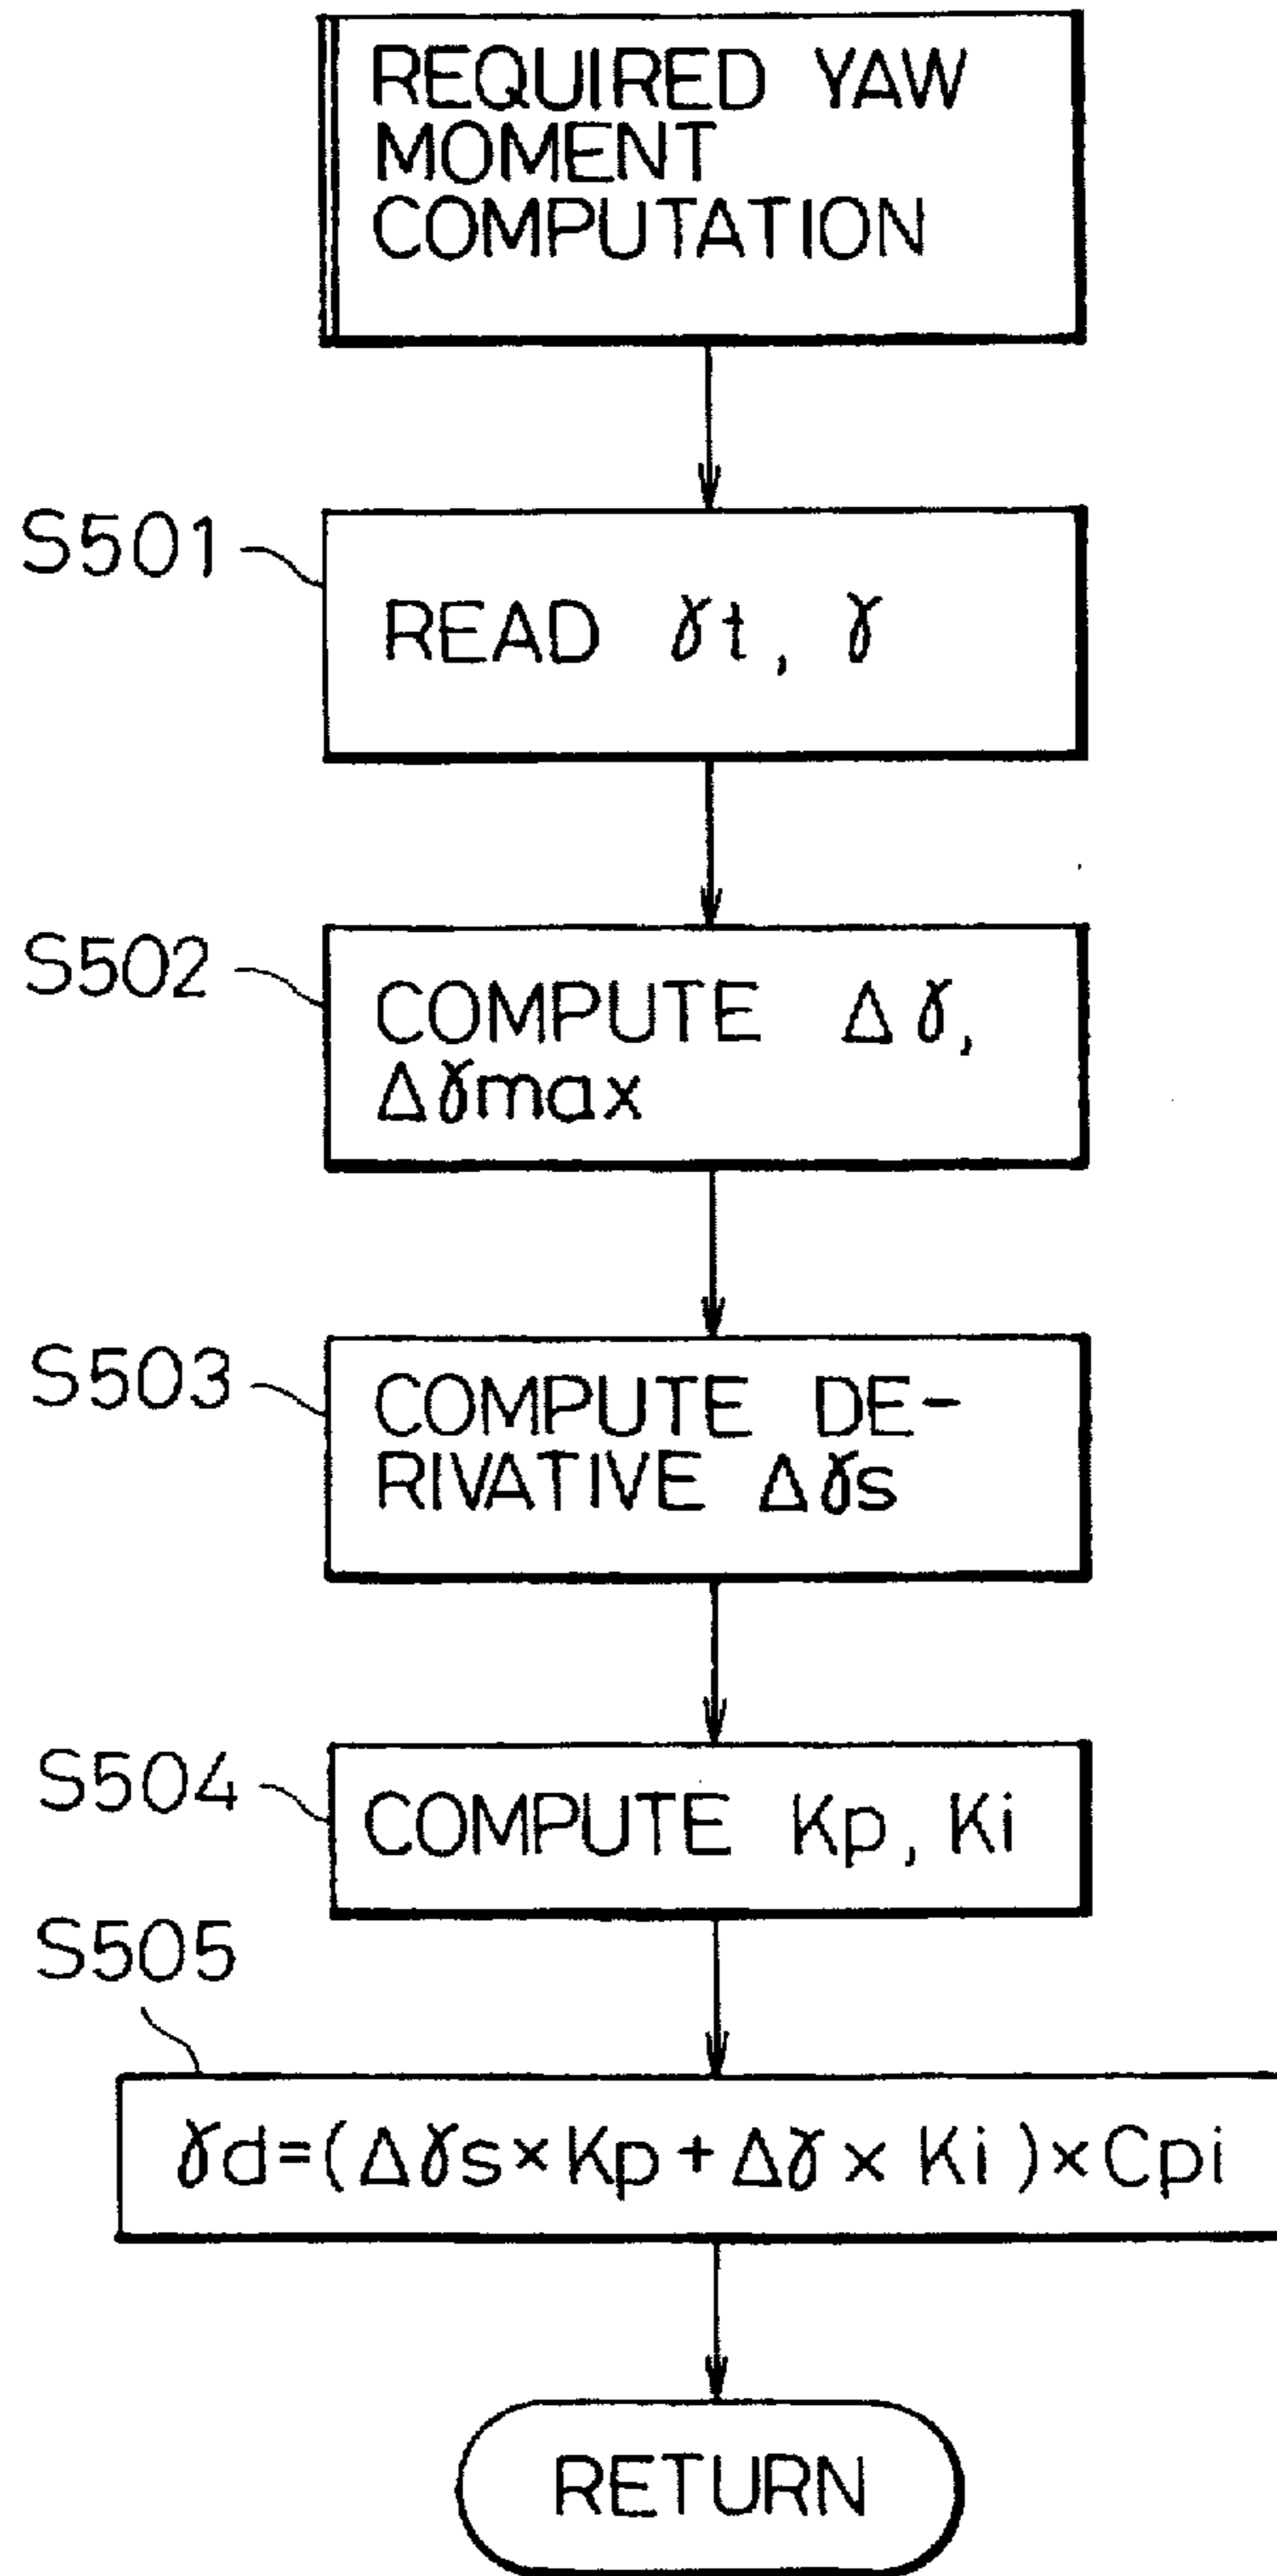 REQUIRED YAW
MOMENT
COMPUTATION
S501
READ γt, γ
S502
COMPUTE Δγ,
Δγmax
S503
COMPUTE DE-
RIVATIVE Δγs
S504
COMPUTE Kp, Ki
S505
γd=(Δγs×Kp+Δγ×Ki)×Cpi
RETURN